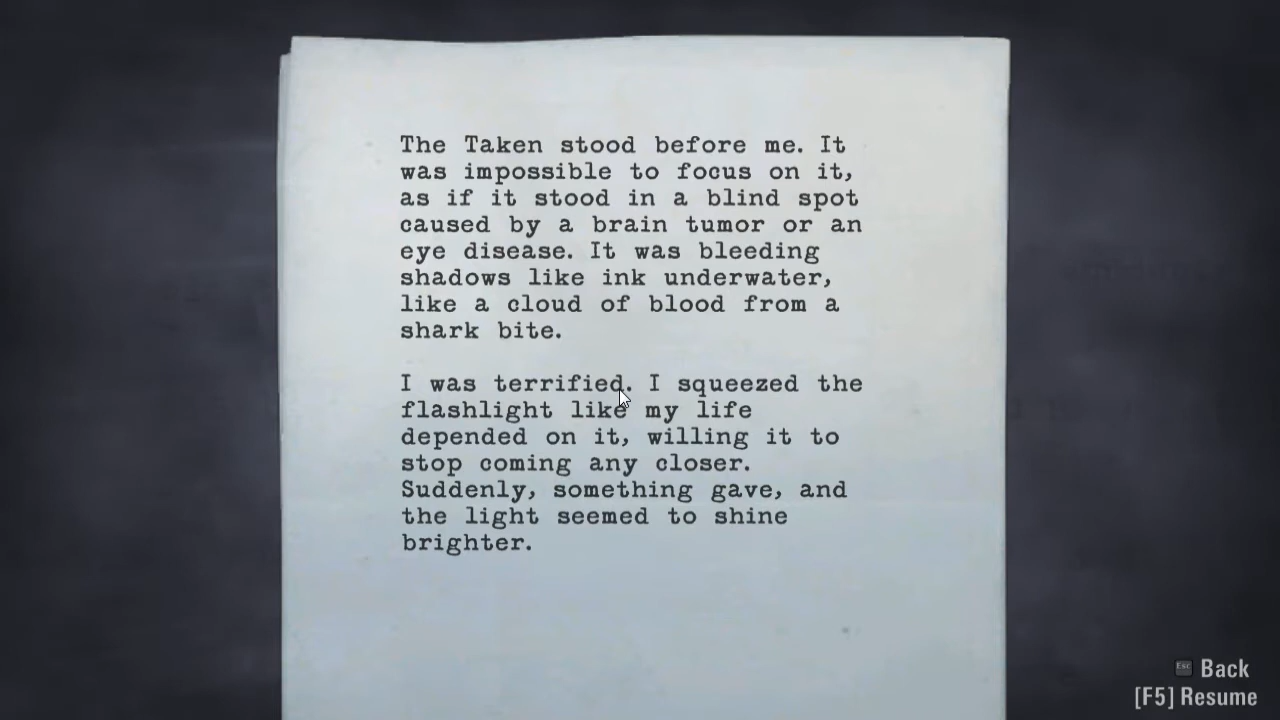 The Taken stood before me. It
was impossible to focus on it,
as if it stood in a blind spot
caused by a brain tumor or an
eye disease. It was bleeding
shadows like ink underwater,
like a cloud of blood from a
shark bite.
I was terrified. I squeezed the
flashlight like my life
depended on it, willing it to
stop coming any closer.
Suddenly, something gave, and
the light seemed to shine
brighter.
Esc Back
[F5] Resume